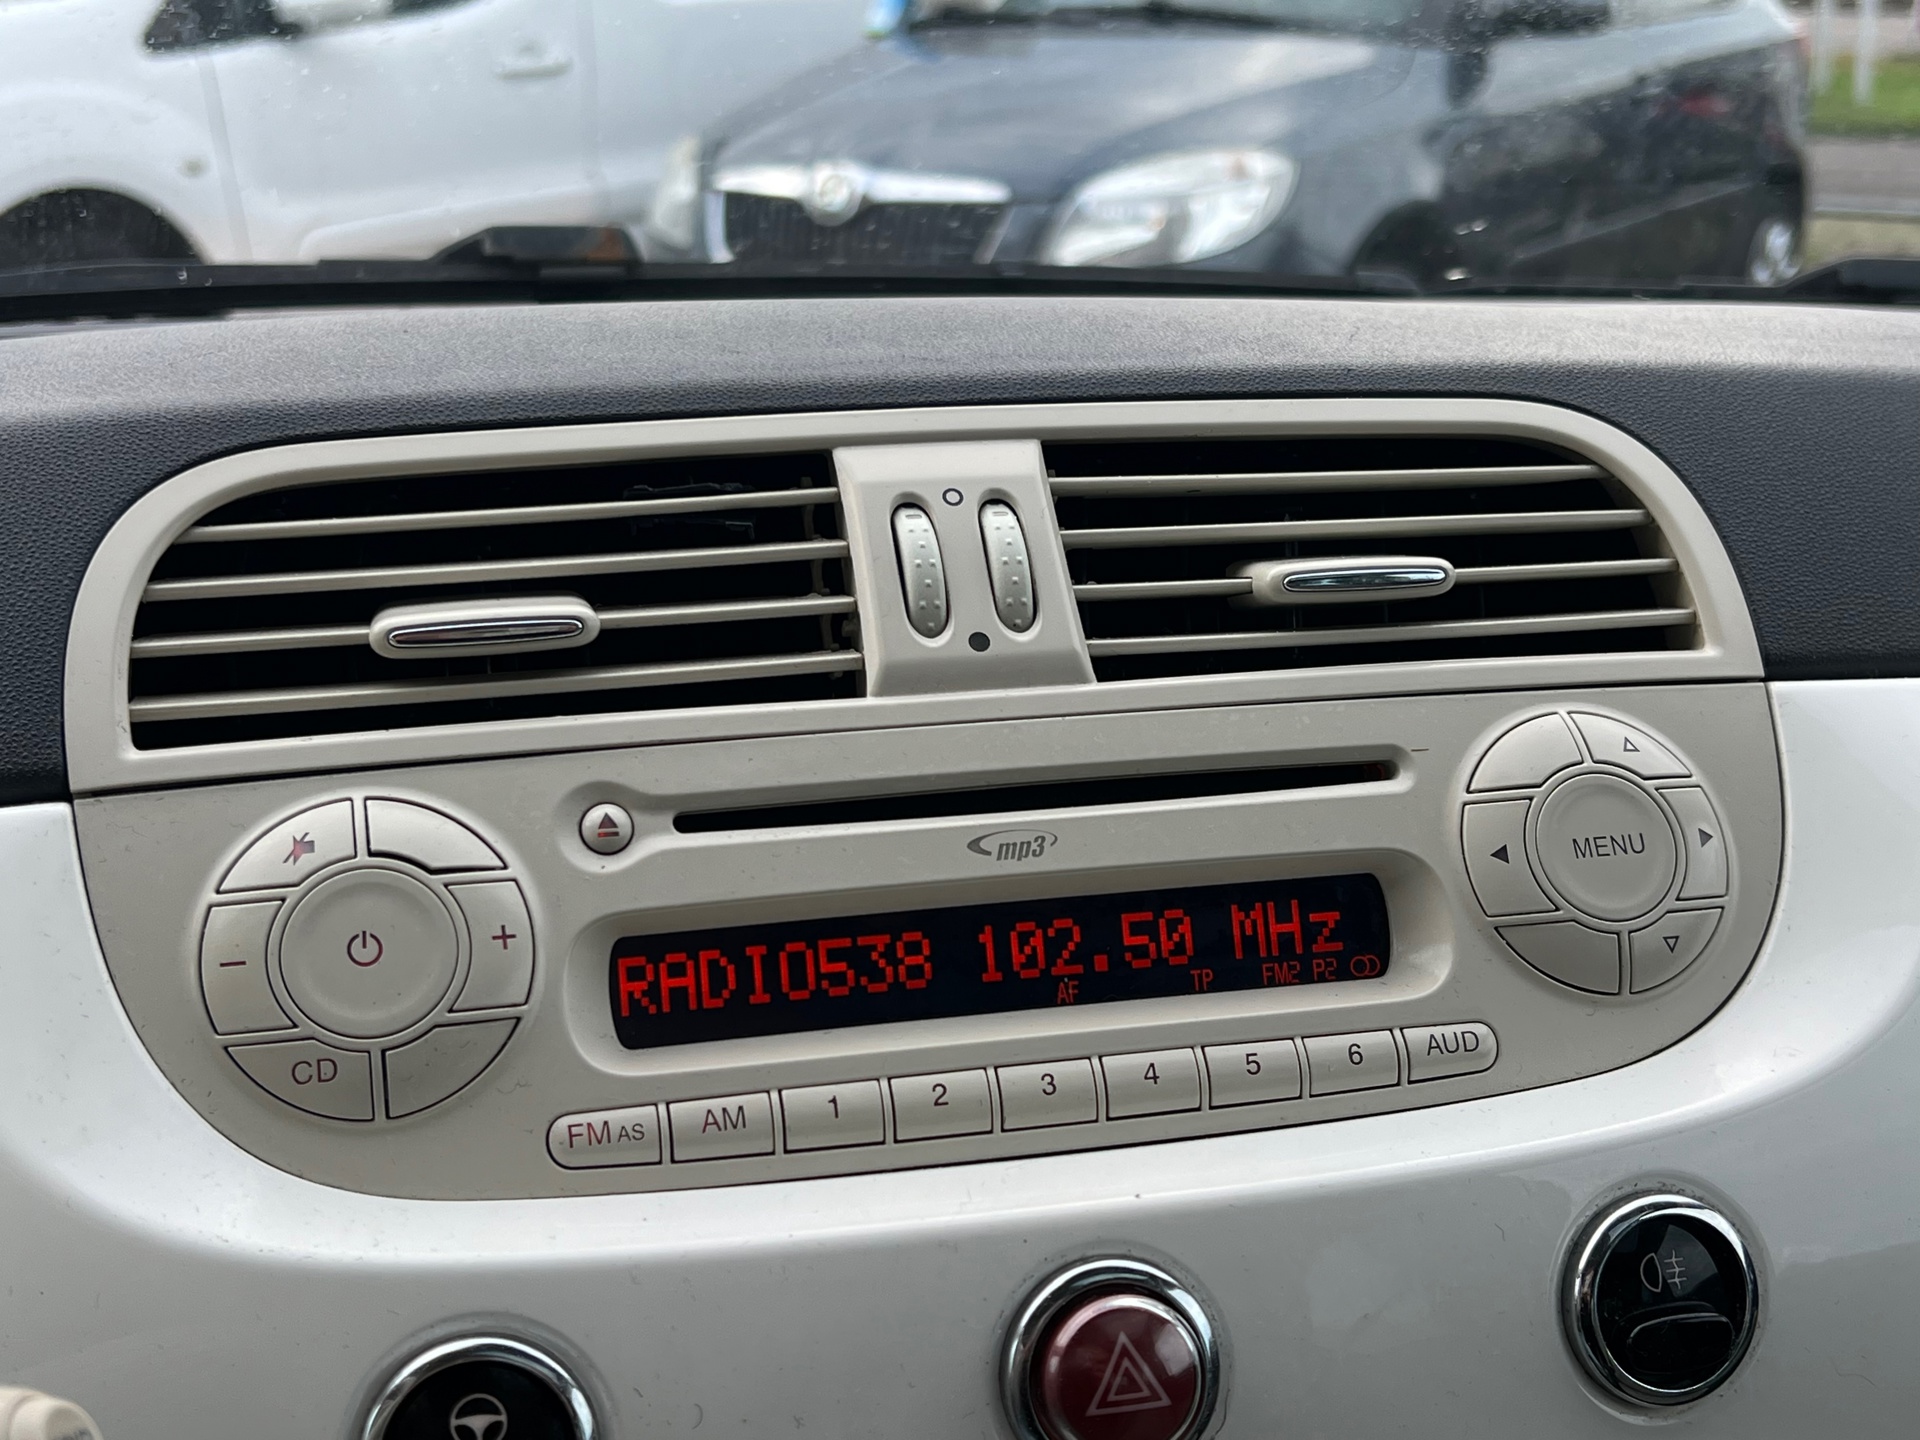 mp3
MENU
RADIO538 102.50 MHz
AF TP FM2 P2
CD
FM AS AM 1 2 3 4 5 6 AUD